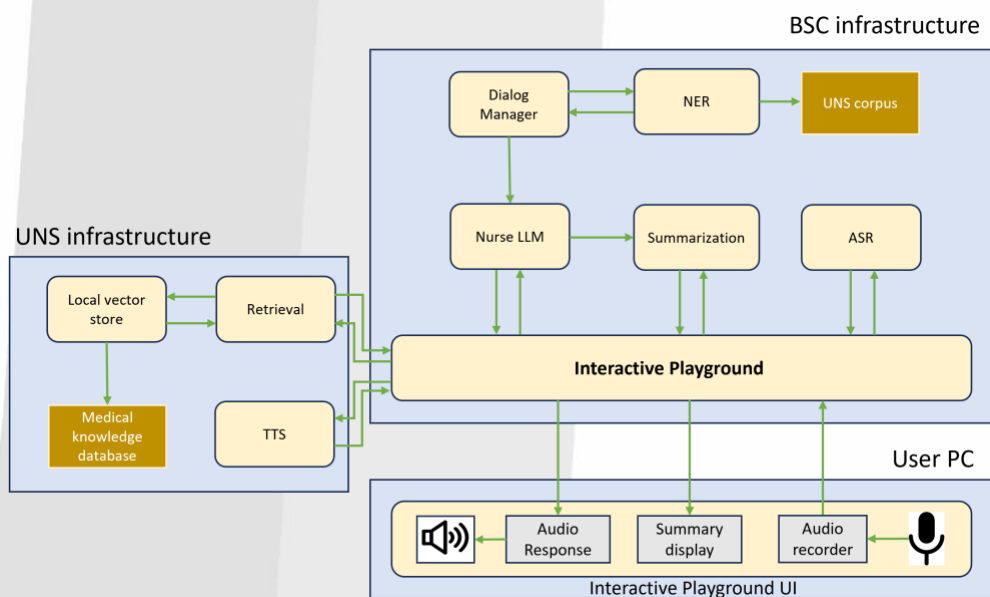 BSC infrastructure
Dialog
Manager
NER
UNS corpus
Nurse LLM
Summarization
ASR
UNS infrastructure
Local vector
store
Retrieval
Interactive Playground
Medical
knowledge
database
TTS
User PC
Audio
Response
Summary
display
Audio
recorder
Interactive Playground UI